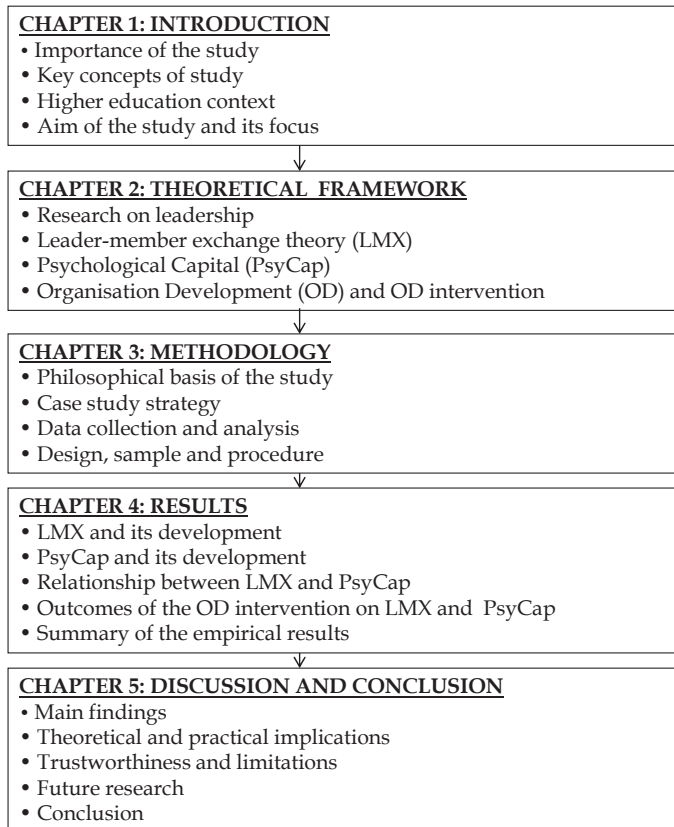 CHAPTER 1: INTRODUCTION
• Importance of the study
• Key concepts of study
• Higher education context
• Aim of the study and its focus
CHAPTER 2: THEORETICAL FRAMEWORK
• Research on leadership
• Leader-member exchange theory (LMX)
• Psychological Capital (PsyCap)
• Organisation Development (OD) and OD intervention
CHAPTER 3: METHODOLOGY
• Philosophical basis of the study
• Case study strategy
• Data collection and analysis
• Design, sample and procedure
CHAPTER 4: RESULTS
• LMX and its development
• PsyCap and its development
• Relationship between LMX and PsyCap
• Outcomes of the OD intervention on LMX and PsyCap
• Summary of the empirical results
CHAPTER 5: DISCUSSION AND CONCLUSION
• Main findings
• Theoretical and practical implications
• Trustworthiness and limitations
• Future research
• Conclusion